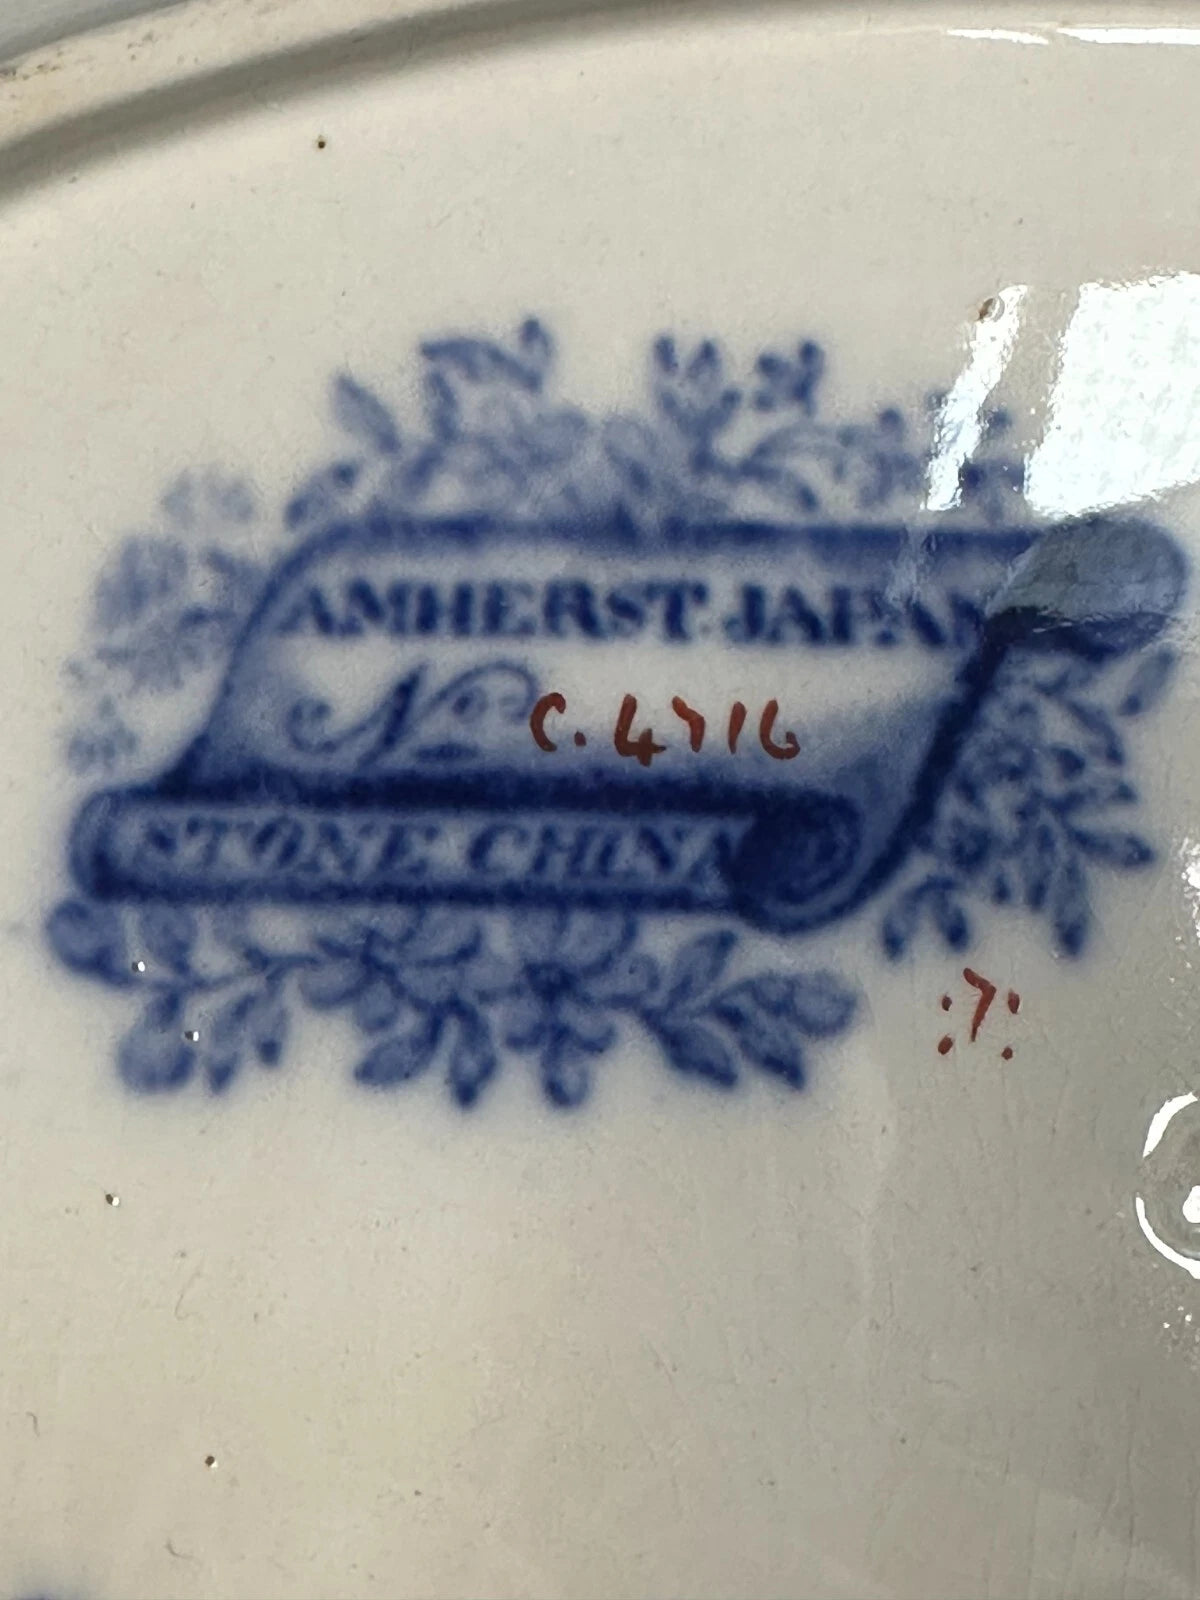 AMHERST JAPAN
No C.4716
STONE CHINA
:7: